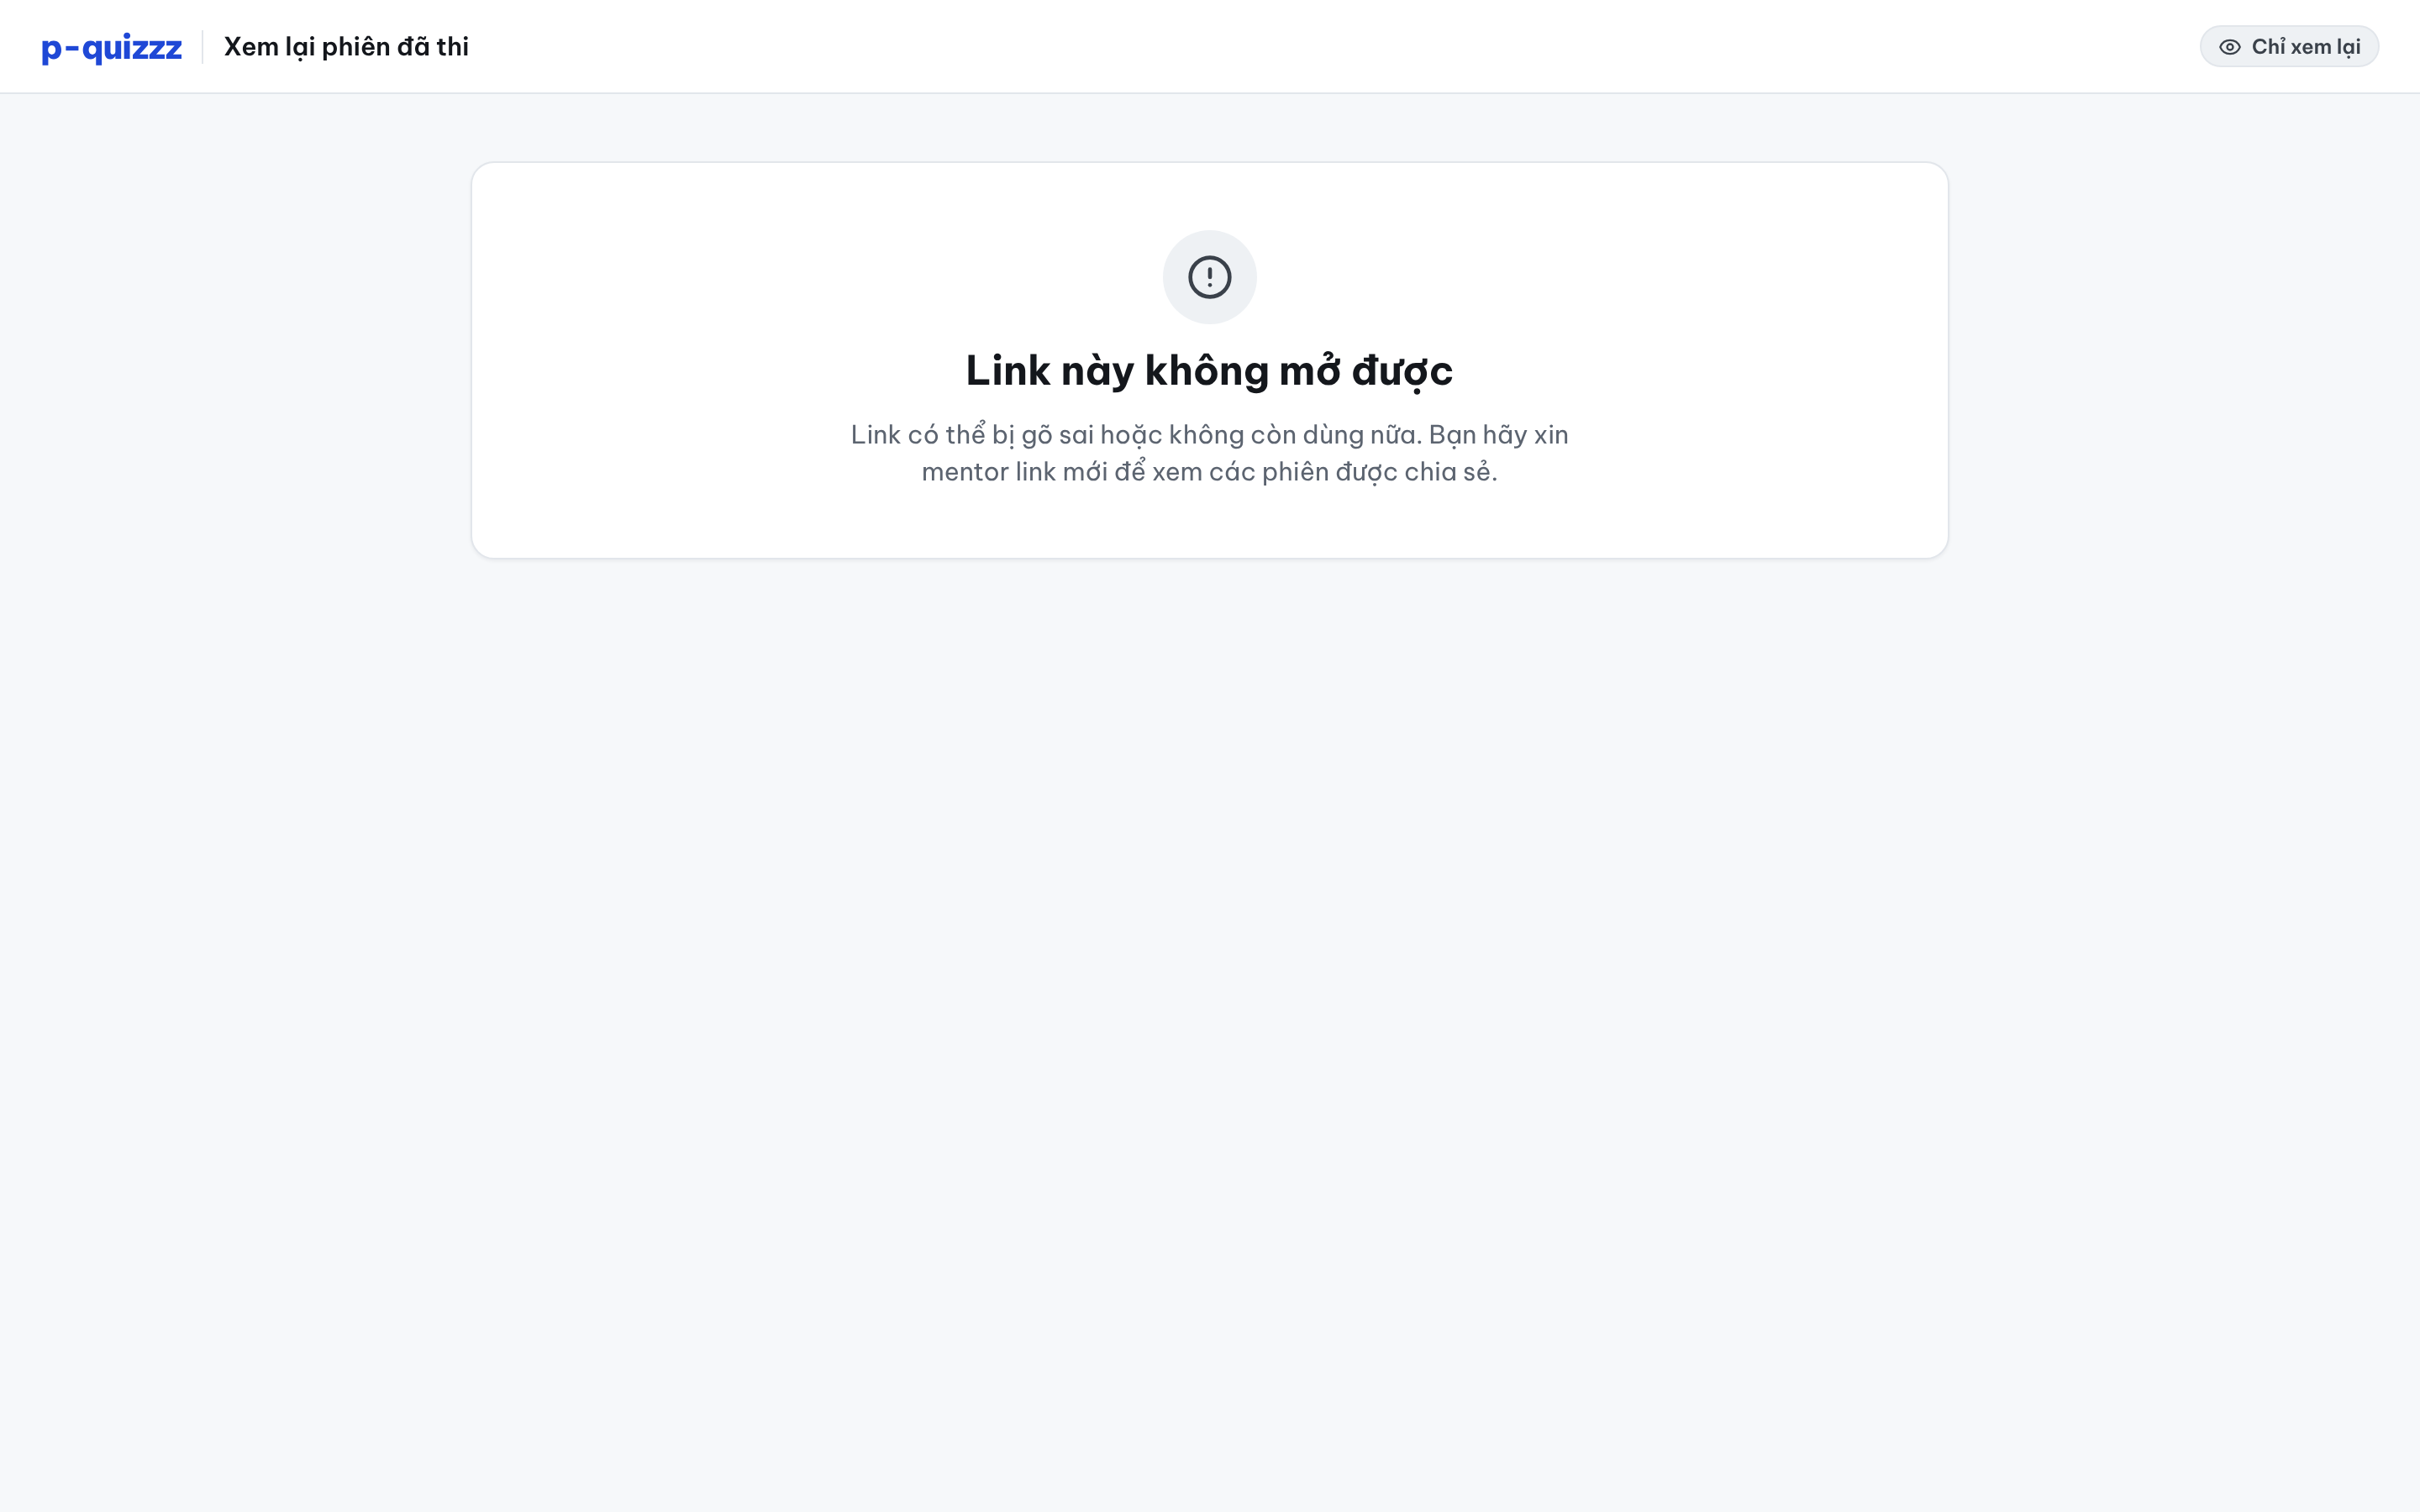 p-quizzz
Xem lại phiên đã thi
Chỉ xem lại
Link này không mở được
Link có thể bị gõ sai hoặc không còn dùng nữa. Bạn hãy xin
mentor link mới để xem các phiên được chia sẻ.